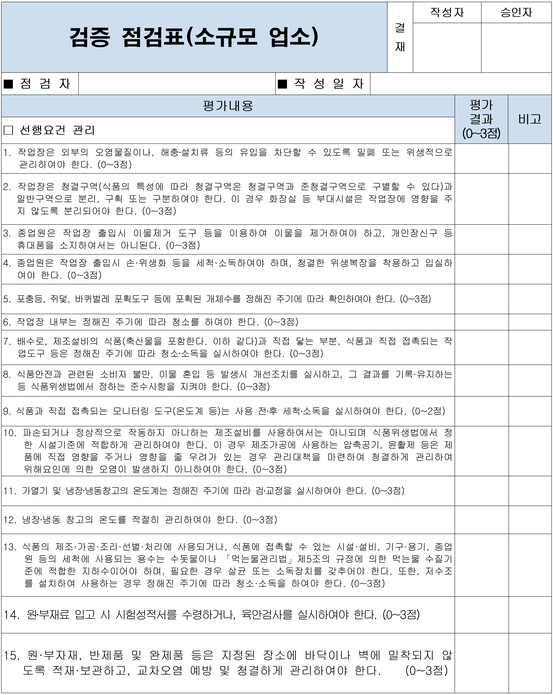 검증 점검표(소규모 업소)
결
재
작성자
승인자
■ 점 검 자
■ 작 성 일 자
평가내용
평가
결과
(0~3점)
비고
□ 선행요건 관리
1. 작업장은 외부의 오염물질이나, 해충·설치류 등의 유입을 차단할 수 있도록 밀폐 또는 위생적으로
관리하여야 한다. (0~3점)
2. 작업장은 청결구역(식품의 특성에 따라 청결구역은 청결구역과 준청결구역으로 구별할 수 있다)과
일반구역으로 분리, 구획 또는 구분하여야 한다. 이 경우 화장실 등 부대시설은 작업장에 영향을 주
지 않도록 분리되어야 한다. (0~3점)
3. 종업원은 작업장 출입시 이물제거 도구 등을 이용하여 이물을 제거하여야 하고, 개인장신구 등
휴대품을 소지하여서는 아니된다. (0~3점)
4. 종업원은 작업장 출입시 손·위생화 등을 세척·소독하여야 하며, 청결한 위생복장을 착용하고 입실하
여야 한다. (0~3점)
5. 포충등, 쥐덫, 바퀴벌레 포획도구 등에 포획된 개체수를 정해진 주기에 따라 확인하여야 한다. (0~3점)
6. 작업장 내부는 정해진 주기에 따라 청소를 하여야 한다. (0~3점)
7. 배수로, 제조설비의 식품(축산물을 포함한다. 이하 같다)과 직접 닿는 부분, 식품과 직접 접촉되는 작
업도구 등은 정해진 주기에 따라 청소·소독을 실시하여야 한다. (0~3점)
8. 식품안전과 관련된 소비자 불만, 이물 혼입 등 발생시 개선조치를 실시하고, 그 결과를 기록·유지하는
등 식품위생법에서 정하는 준수사항을 지켜야 한다. (0~3점)
9. 식품과 직접 접촉되는 모니터링 도구(온도계 등)는 사용 전·후 세척·소독을 실시하여야 한다. (0~2점)
10. 파손되거나 정상적으로 작동하지 아니하는 제조설비를 사용하여서는 아니되며 식품위생법에서 정
한 시설기준에 적합하게 관리하여야 한다. 이 경우 제조가공에 사용하는 압축공기, 윤활제 등은 제
품에 직접 영향을 주거나 영향을 줄 우려가 있는 경우 관리대책을 마련하여 청결하게 관리하여
위해요인에 의한 오염이 발생하지 아니하여야 한다. (0~3점)
11. 가열기 및 냉장·냉동창고의 온도계는 정해진 주기에 따라 검·교정을 실시하여야 한다. (0~3점)
12. 냉장·냉동 창고의 온도를 적절히 관리하여야 한다. (0~3점)
13. 식품의 제조·가공·조리·선별·처리에 사용되거나, 식품에 접촉할 수 있는 시설·설비, 기구·용기, 종업
원 등의 세척에 사용되는 용수는 수돗물이나 「먹는물관리법」제5조의 규정에 의한 먹는물 수질기
준에 적합한 지하수이어야 하며, 필요한 경우 살균 또는 소독장치를 갖추어야 한다. 또한, 저수조
를 설치하여 사용하는 경우 정해진 주기에 따라 청소·소독을 하여야 한다. (0~3점)
14. 원·부재료 입고 시 시험성적서를 수령하거나, 육안검사를 실시하여야 한다. (0~3점)
15. 원·부자재, 반제품 및 완제품 등은 지정된 장소에 바닥이나 벽에 밀착되지 않
도록 적재·보관하고, 교차오염 예방 및 청결하게 관리하여야 한다. (0~3점)